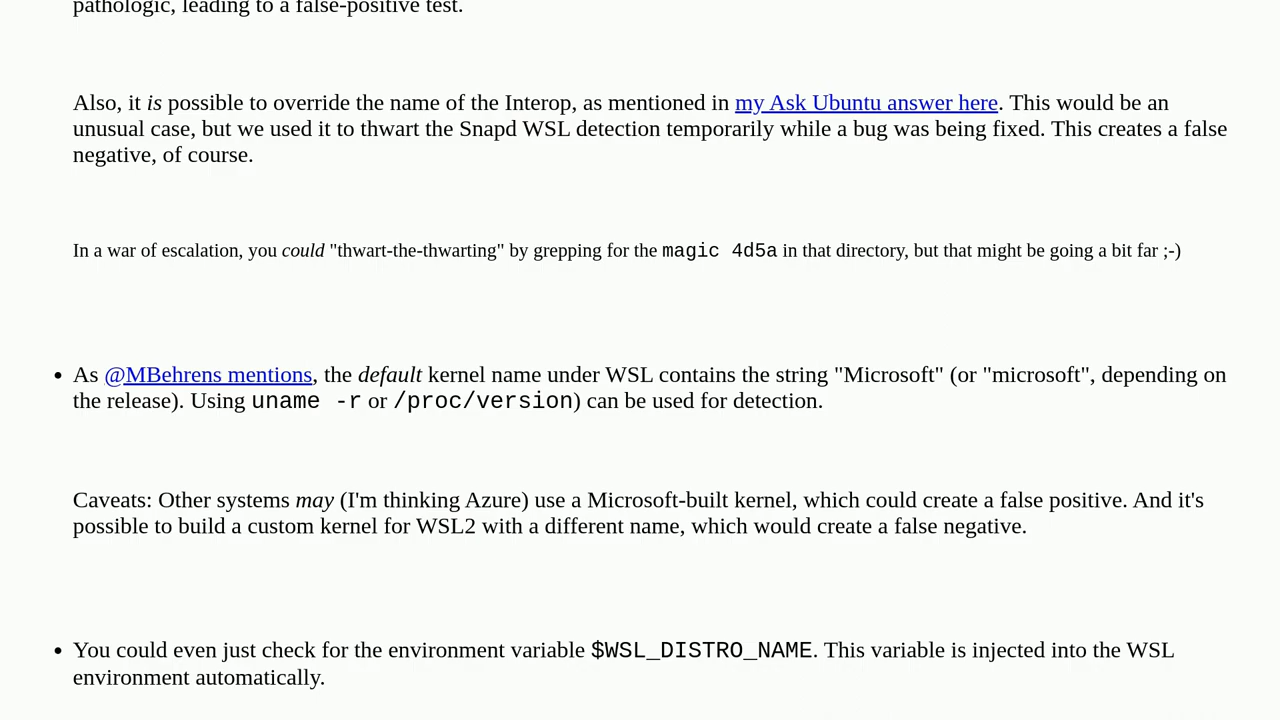 pathologic, leading to a false-positive test.
Also, it is possible to override the name of the Interop, as mentioned in my Ask Ubuntu answer here. This would be an
unusual case, but we used it to thwart the Snapd WSL detection temporarily while a bug was being fixed. This creates a false
negative, of course.
In a war of escalation, you could "thwart-the-thwarting" by grepping for the magic 4d5a in that directory, but that might be going a bit far ;-)
• As @MBehrens mentions, the default kernel name under WSL contains the string "Microsoft" (or "microsoft", depending on
the release). Using uname -r or /proc/version) can be used for detection.
Caveats: Other systems may (I'm thinking Azure) use a Microsoft-built kernel, which could create a false positive. And it's
possible to build a custom kernel for WSL2 with a different name, which would create a false negative.
• You could even just check for the environment variable $WSL_DISTRO_NAME. This variable is injected into the WSL
environment automatically.